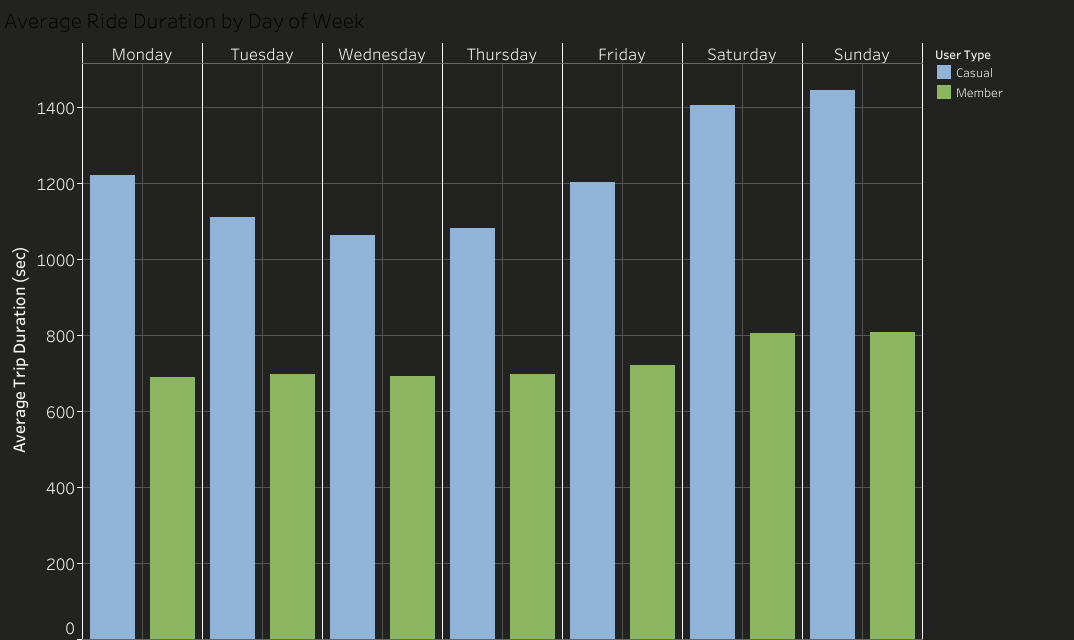 Average Ride Duration by Day of Week
Monday Tuesday Wednesday Thursday Friday Saturday Sunday
User Type
Casual
Member
Average Trip Duration (sec)
1400
1200
1000
800
600
400
200
0